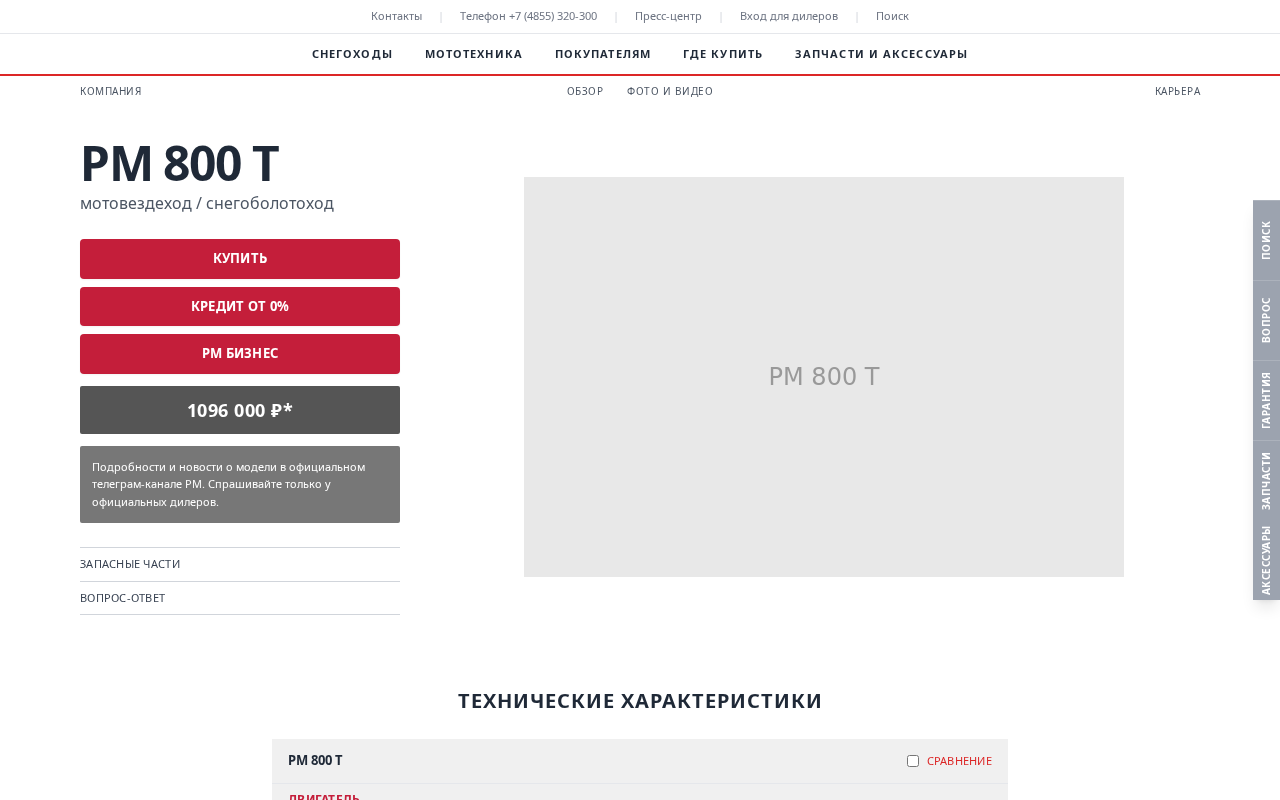 Контакты | Телефон +7 (4855) 320-300 | Пресс-центр | Вход для дилеров | Поиск
СНЕГОХОДЫ МОТОТЕХНИКА ПОКУПАТЕЛЯМ ГДЕ КУПИТЬ ЗАПЧАСТИ И АКСЕССУАРЫ
КОМПАНИЯ ОБЗОР ФОТО И ВИДЕО КАРЬЕРА
РМ 800 Т
мотовездеход / снегоболотоход
КУПИТЬ
КРЕДИТ ОТ 0%
РМ БИЗНЕС
1096 000 ₽*
Подробности и новости о модели в официальном
телеграм-канале РМ. Спрашивайте только у
официальных дилеров.
ЗАПАСНЫЕ ЧАСТИ
ВОПРОС-ОТВЕТ
РМ 800 Т
ПОИСК
ВОПРОС
ГАРАНТИЯ
ЗАПЧАСТИ
АКСЕССУАРЫ
ТЕХНИЧЕСКИЕ ХАРАКТЕРИСТИКИ
РМ 800 Т СРАВНЕНИЕ
ДВИГАТЕЛЬ